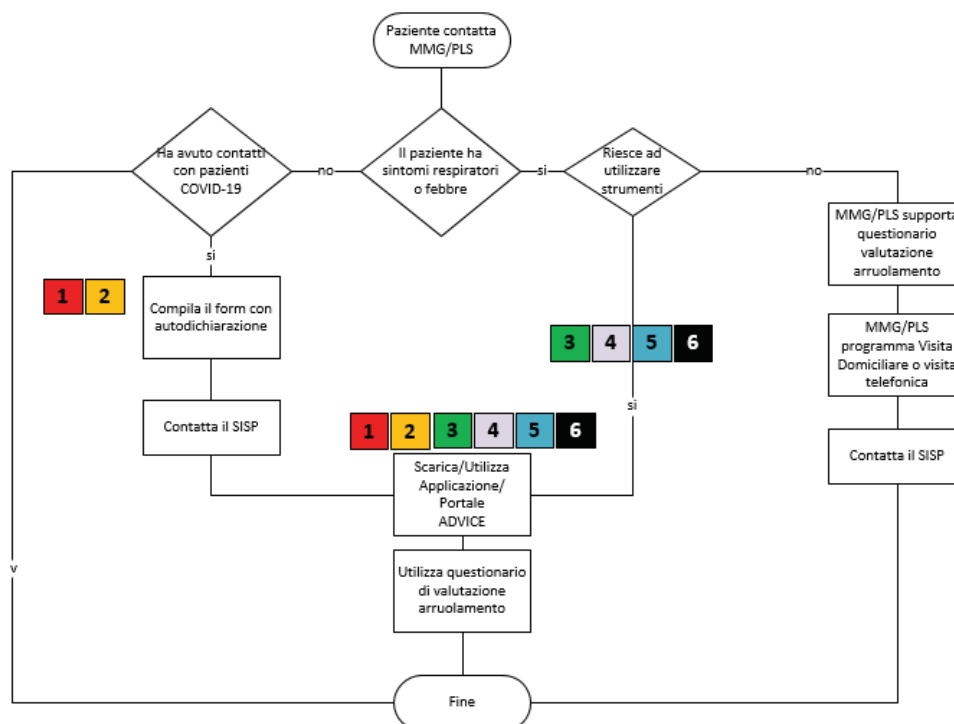 Paziente contatta
MMG/PLS
Ha avuto contatti
con pazienti
COVID-19
no
Il paziente ha
sintomi respiratori
o febbre
si
Riesce ad
utilizzare
strumenti
no
si
MMG/PLS supporta
questionario
valutazione
arruolamento
1 2
Compila il form con
autodichiarazione
3 4 5 6
MMG/PLS
programma Visita
Domiciliare o visita
telefonica
si
Contatta il SISP
1 2 3 4 5 6
Contatta il SISP
Scarica/Utilizza
Applicazione/
Portale
ADVICE
v
Utilizza questionario
di valutazione
arruolamento
Fine